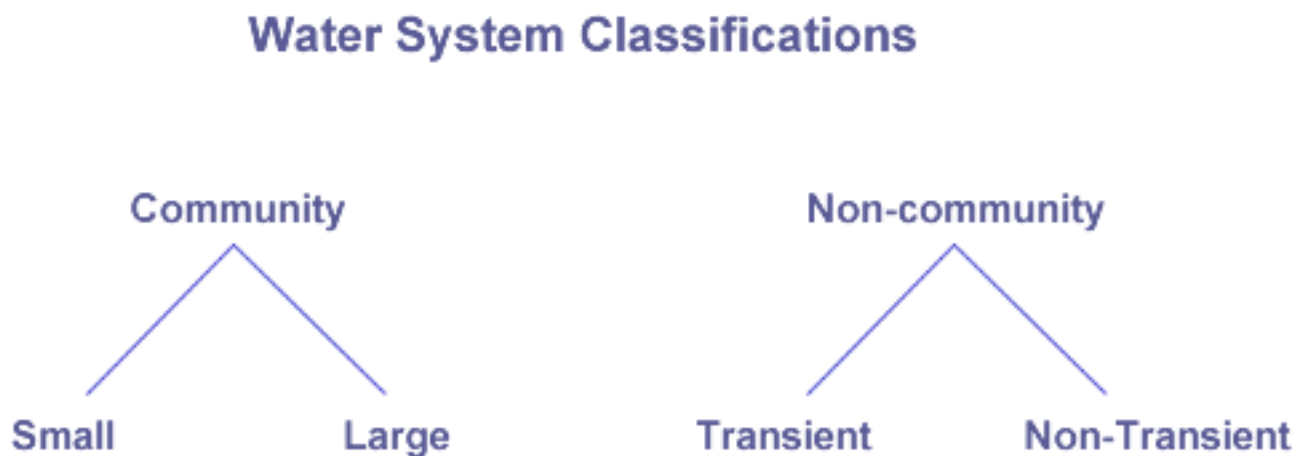 Water System Classifications
Community Non-community
Small Large Transient Non-Transient